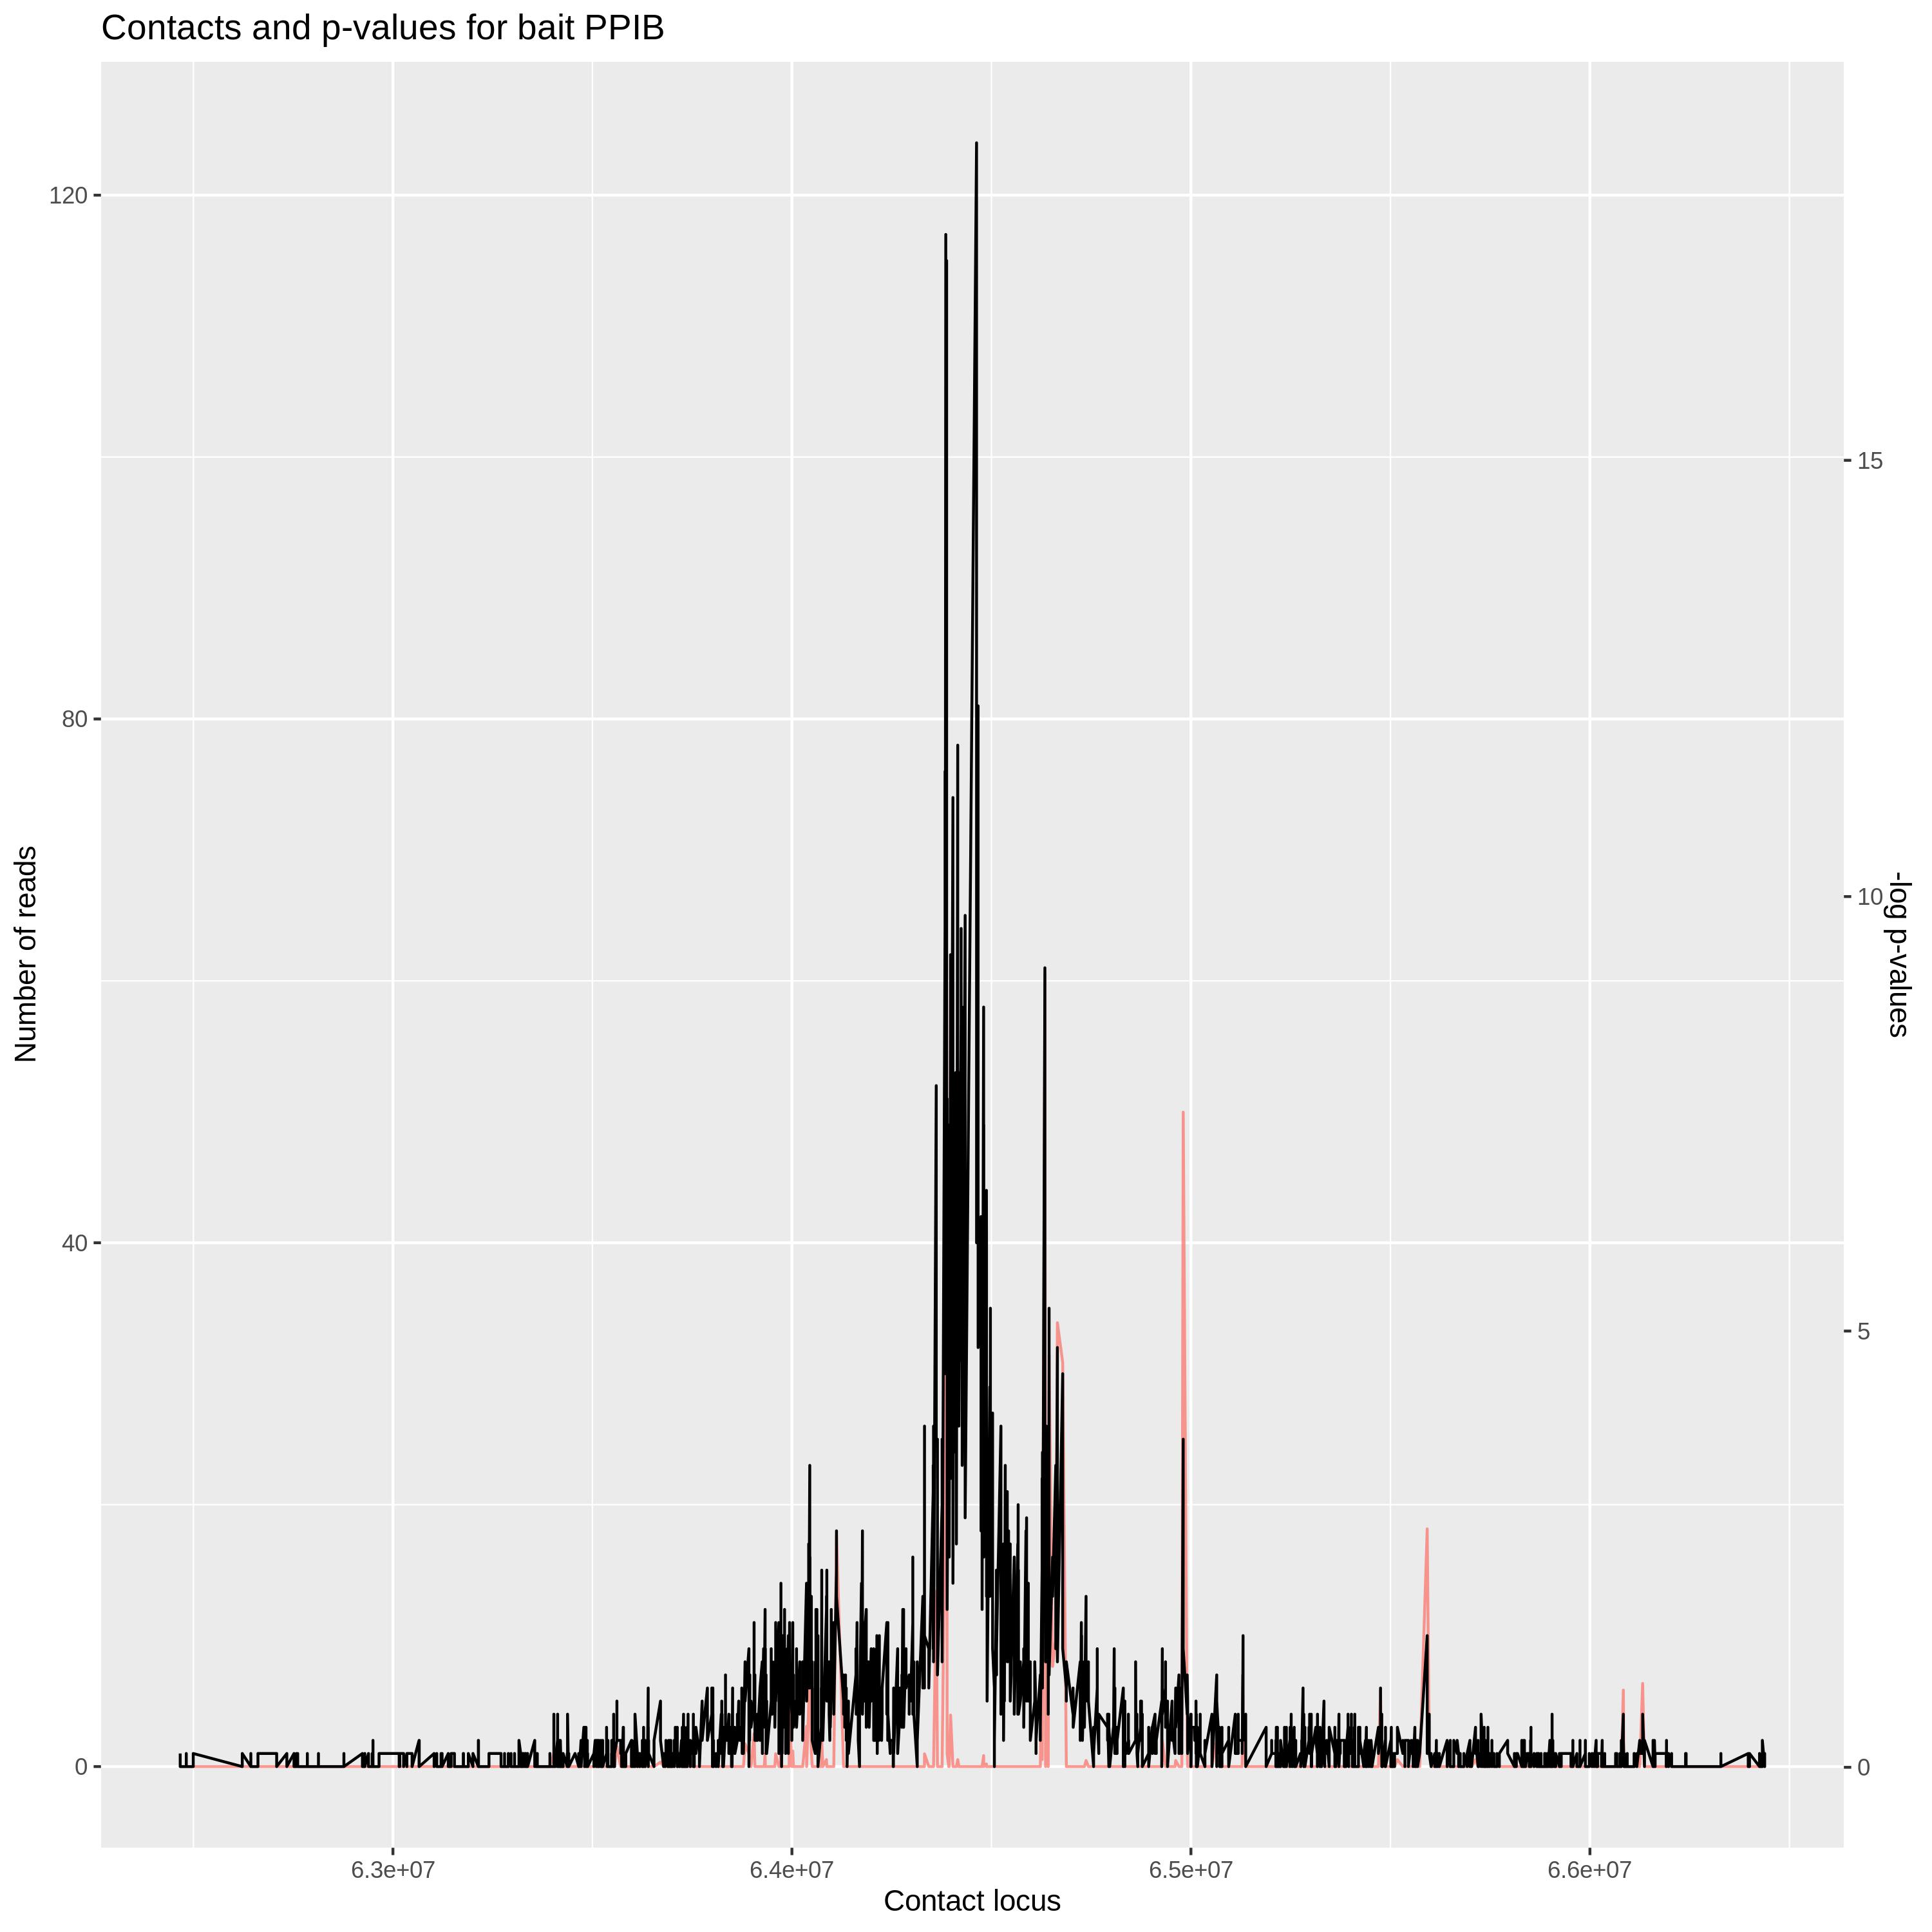 Contacts and p-values for bait PPIB
120
80
40
0
Number of reads
15
10
5
0
-log p-values
6.3e+07
6.4e+07
6.5e+07
6.6e+07
Contact locus